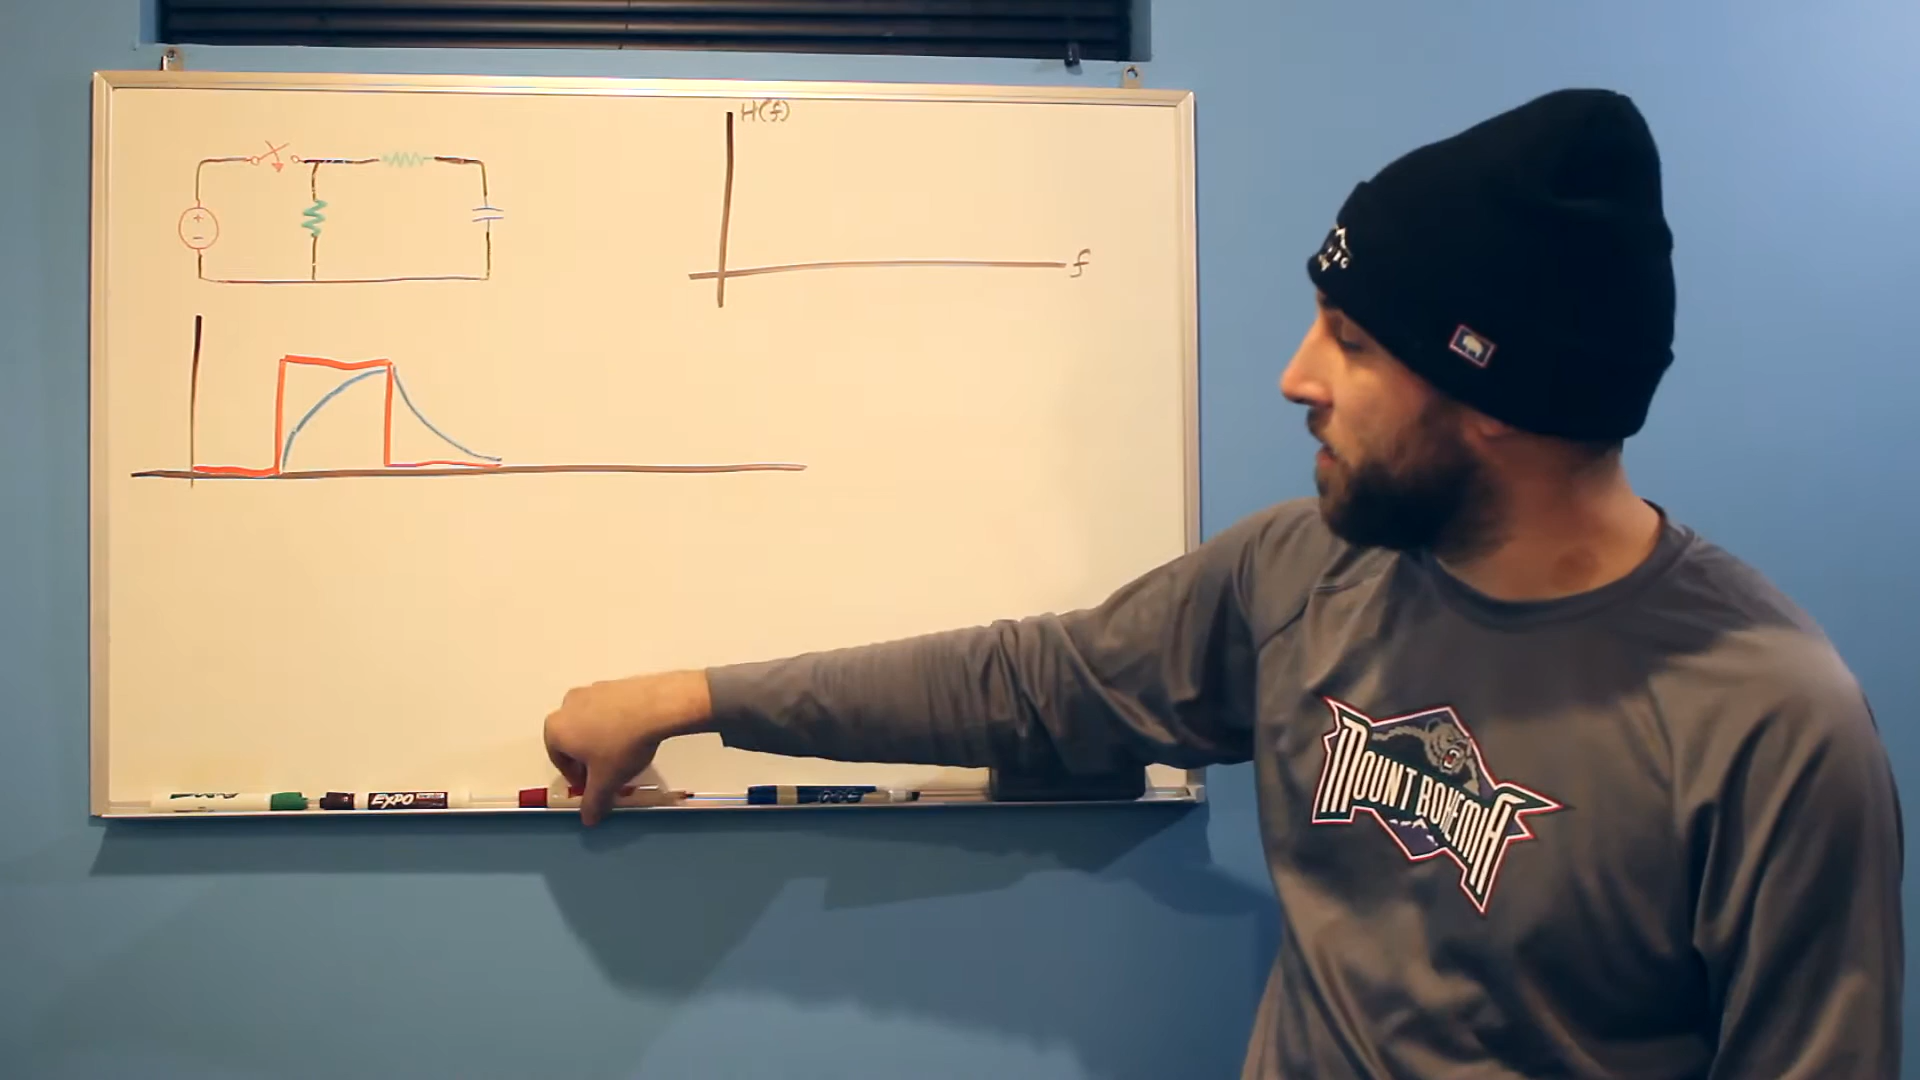 H(f)
f
+
−
EXPO
MOUNT BOHEMIA